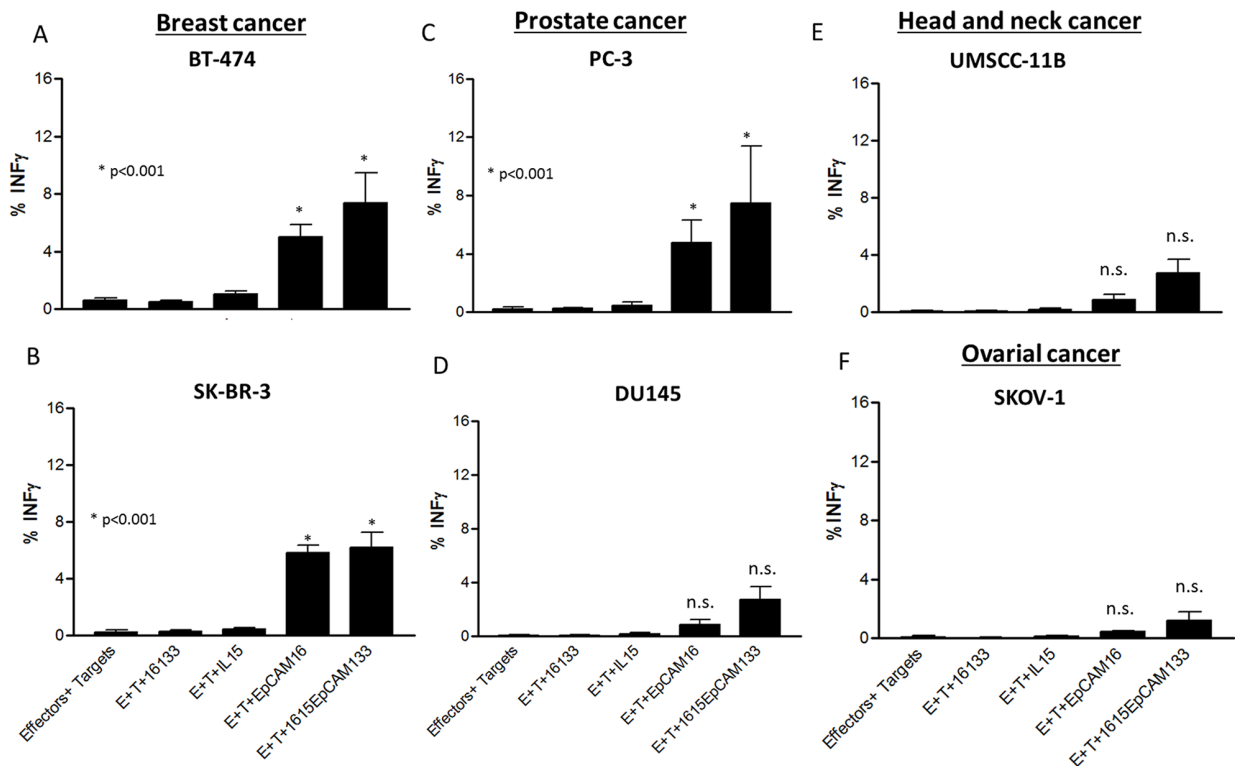 A
Breast cancer
BT-474
16
12
8
4
0
% INFγ
* p<0.001
*
*
B
SK-BR-3
16
12
8
4
0
% INFγ
* p<0.001
*
*
Effectors+ Targets
E+T+16133
E+T+IL15
E+T+EpCAM16
E+T+1615EpCAM133
C
Prostate cancer
PC-3
16
12
8
4
0
% INFγ
* p<0.001
*
*
D
DU145
16
12
8
4
0
% INFγ
n.s.
n.s.
Effectors+ Targets
E+T+16133
E+T+IL15
E+T+EpCAM16
E+T+1615EpCAM133
E
Head and neck cancer
UMSCC-11B
16
12
8
4
0
% INFγ
n.s.
n.s.
F
Ovarial cancer
SKOV-1
16
12
8
4
0
%INFγ
n.s.
n.s.
Effectors+ Targets
E+T+16133
E+T+IL15
E+T+EpCAM16
E+T+1615EpCAM133